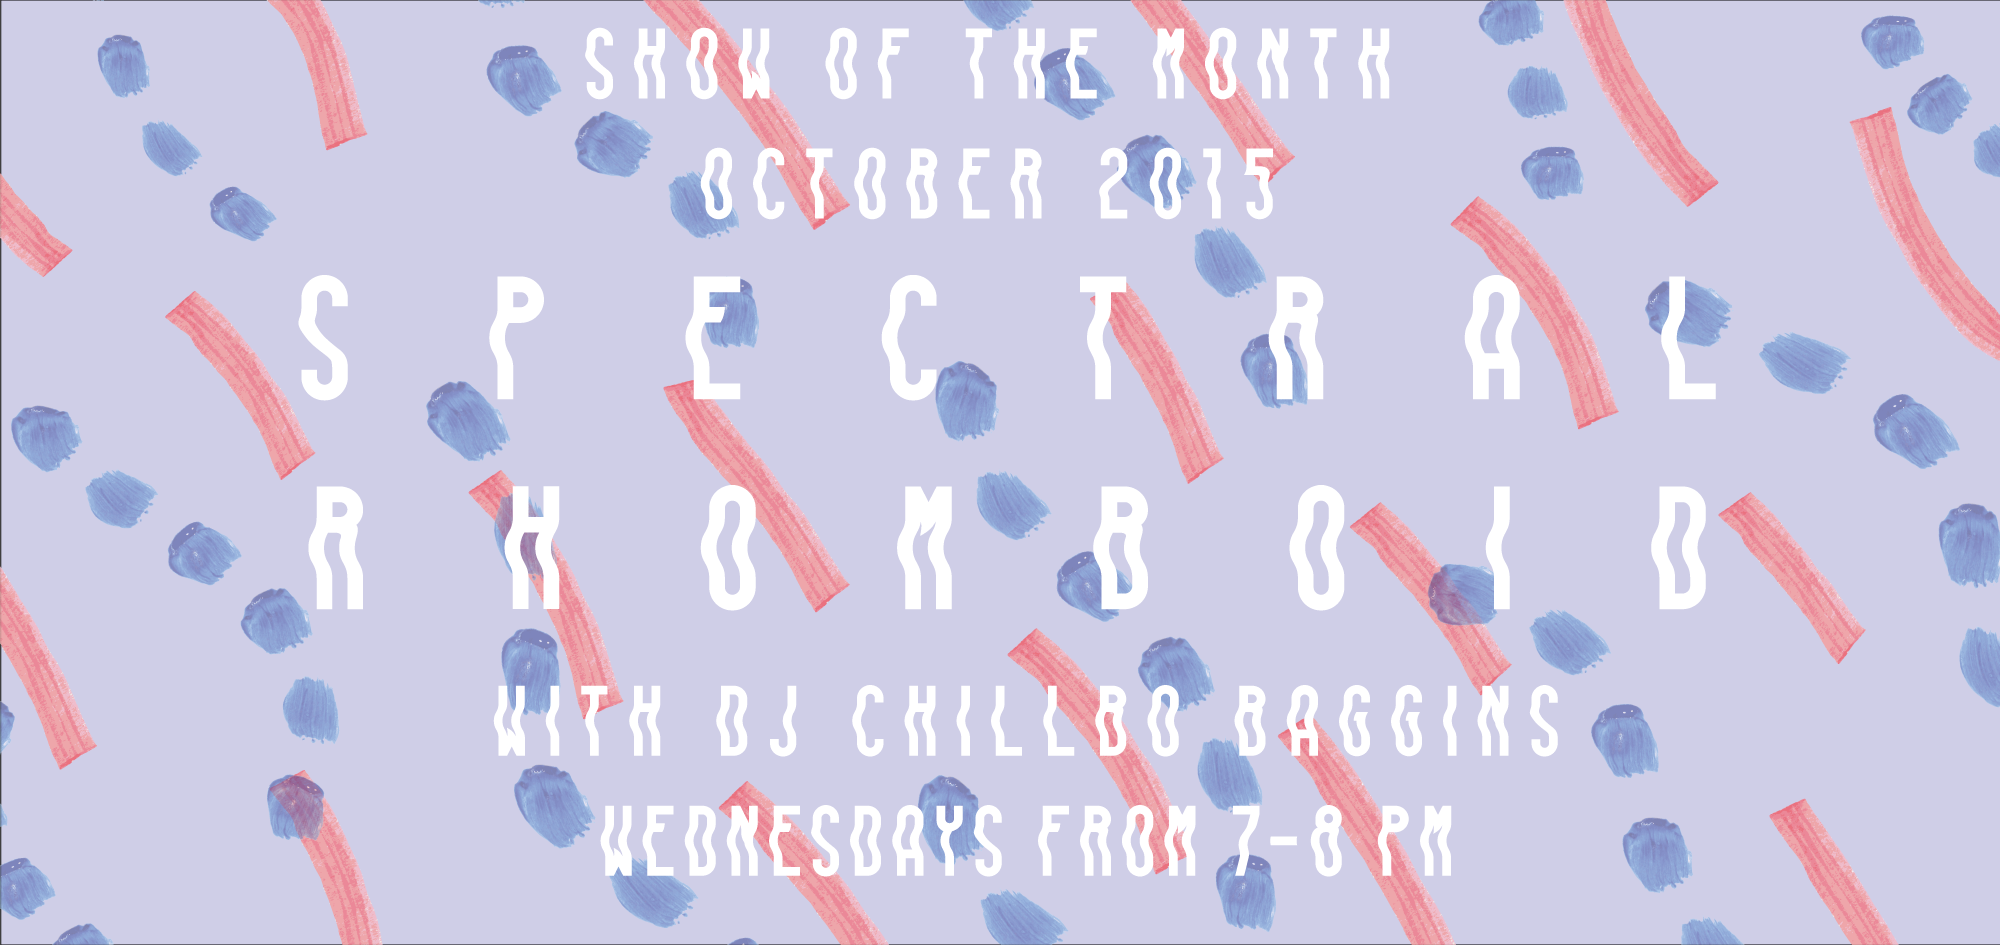 SHOW OF THE MONTH
OCTOBER 2015
SPECTRAL
RHOMBOID
WITH DJ CHILLBO BAGGINS
WEDNESDAYS FROM 7-8 PM